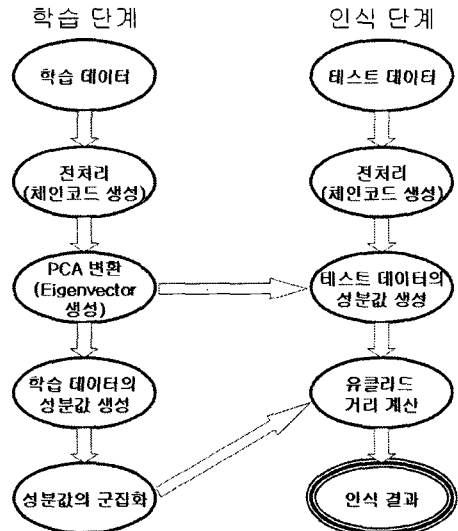 학습 단계
학습 데이터
전처리
(체인코드 생성)
PCA 변환
(Eigenvector
생성)
학습 데이터의
성분값 생성
성분값의 군집화
인식 단계
테스트 데이터
전처리
(체인코드 생성)
테스트 데이터의
성분값 생성
유클리드
거리 계산
인식 결과